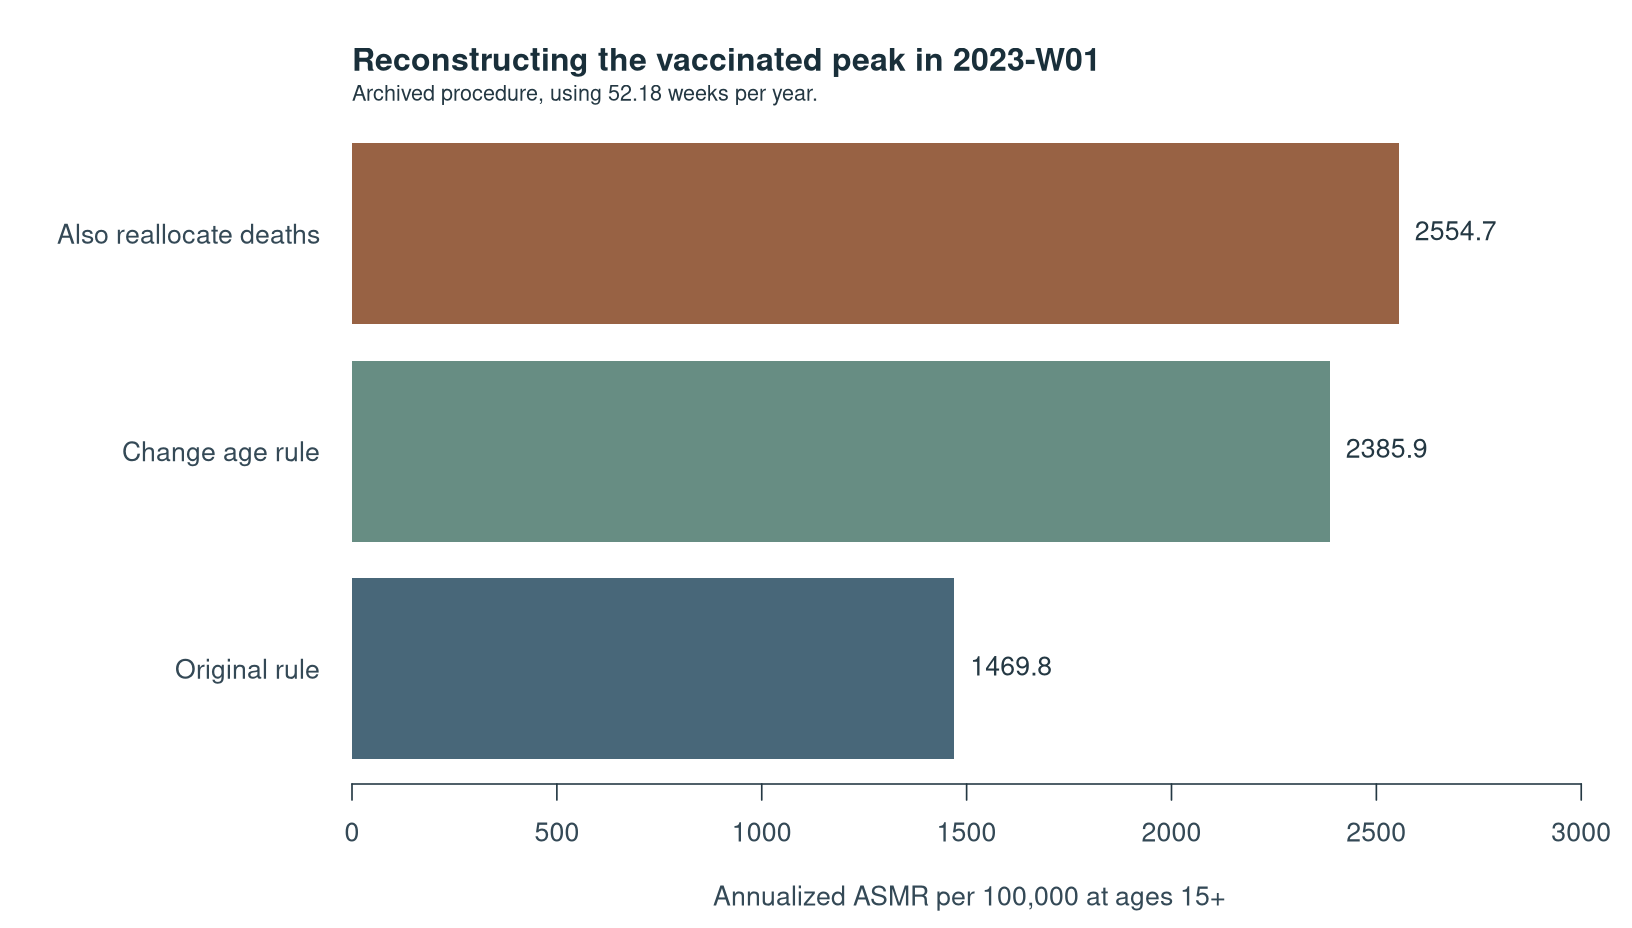 Reconstructing the vaccinated peak in 2023-W01
Archived procedure, using 52.18 weeks per year.
Also reallocate deaths
2554.7
Change age rule
2385.9
Original rule
1469.8
0 500 1000 1500 2000 2500 3000
Annualized ASMR per 100,000 at ages 15+